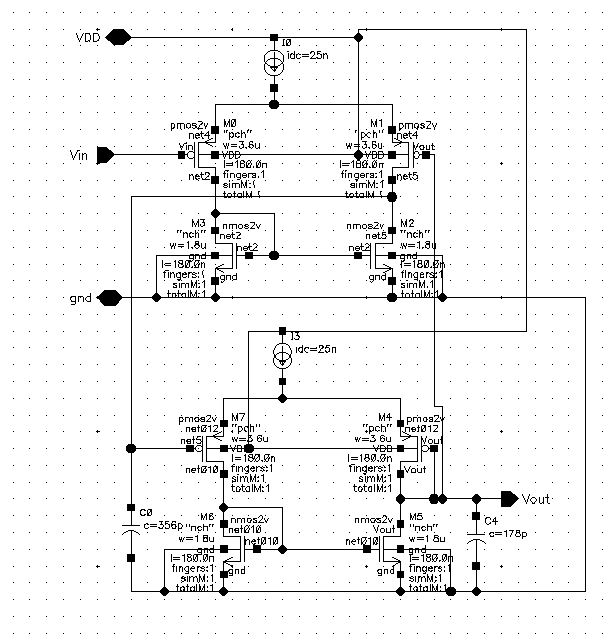 VDD
I0
idc=25n
M0
M1
pmos2v
"pch"
"pch"
pmos2v
net4
net4
w=3.6u
w=3.6u
Vin
Vin
Vout
VDD
VDD
l=180.0n
l=180.0n
fingers:1
fingers:1
net2
net5
simM:1
simM:1
M3
nmos2v
nmos2v
M2
"nch"
net2
net5
"nch"
w=1.8u
net2
net2
w=1.8u
gnd
gnd
l=180.0n
l=180.0n
gnd
gnd
fingers:1
simM:1
simM:1
gnd
totalM:1
totalM:1
I3
idc=25n
pmos2v
M7
M4
pmos2v
net012
"pch"
"pch"
net012
net5
w=3.6u
w=3.6u
Vout
VDD
l=180.0n
l=180.0n
net010
fingers:1
fingers:1
Vout
simM:1
simM:1
totalM:1
totalM:1
Vout
C0
c=356p
M6
nmos2v
nmos2v
M5
C4
c=178p
"nch"
net010
Vout
"nch"
w=1.8u
net010
net010
w=1.8u
gnd
gnd
l=180.0n
l=180.0n
fingers:1
gnd
gnd
fingers:1
simM:1
simM:1
totalM:1
totalM:1